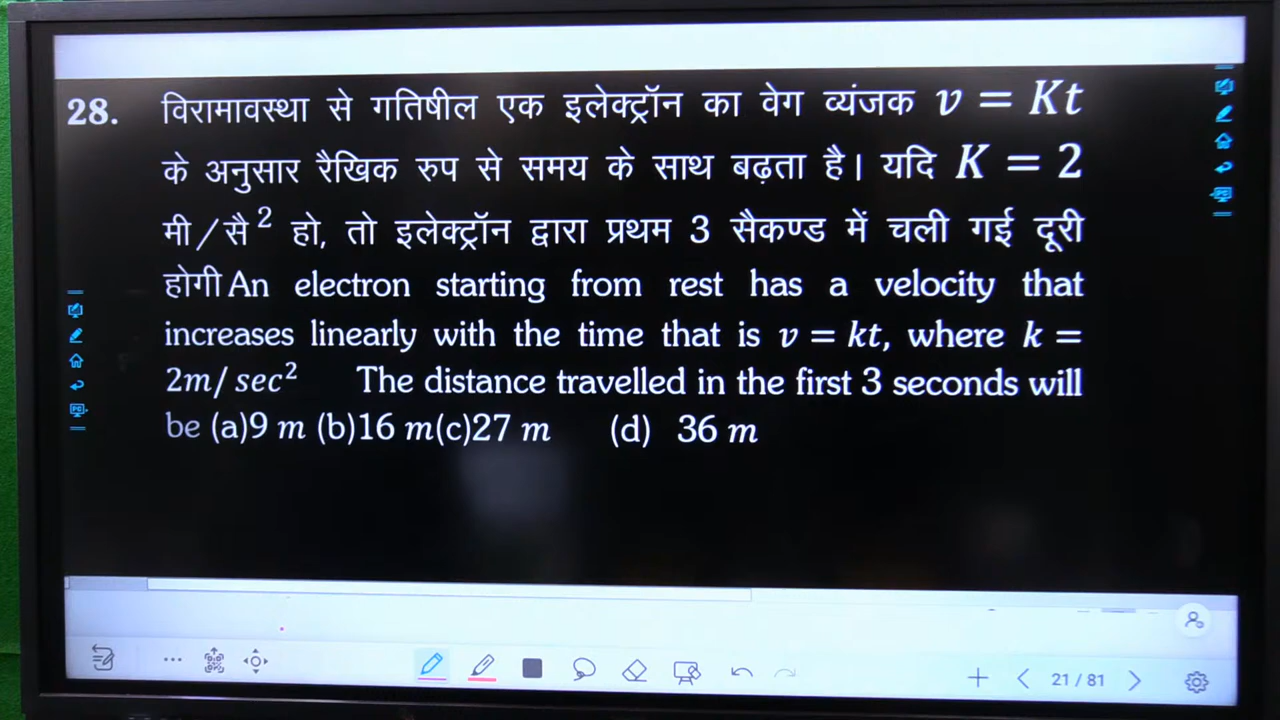 28. विरामावस्था से गतिषील एक इलेक्ट्रॉन का वेग व्यंजक v = Kt
के अनुसार रैखिक रुप से समय के साथ बढ़ता है। यदि K = 2
मी/सै² हो, तो इलेक्ट्रॉन द्वारा प्रथम 3 सैकण्ड में चली गई दूरी
होगी An electron starting from rest has a velocity that
increases linearly with the time that is v = kt, where k =
2m/ sec² The distance travelled in the first 3 seconds will
be (a)9 m (b)16 m(c)27 m (d) 36 m
21 / 81